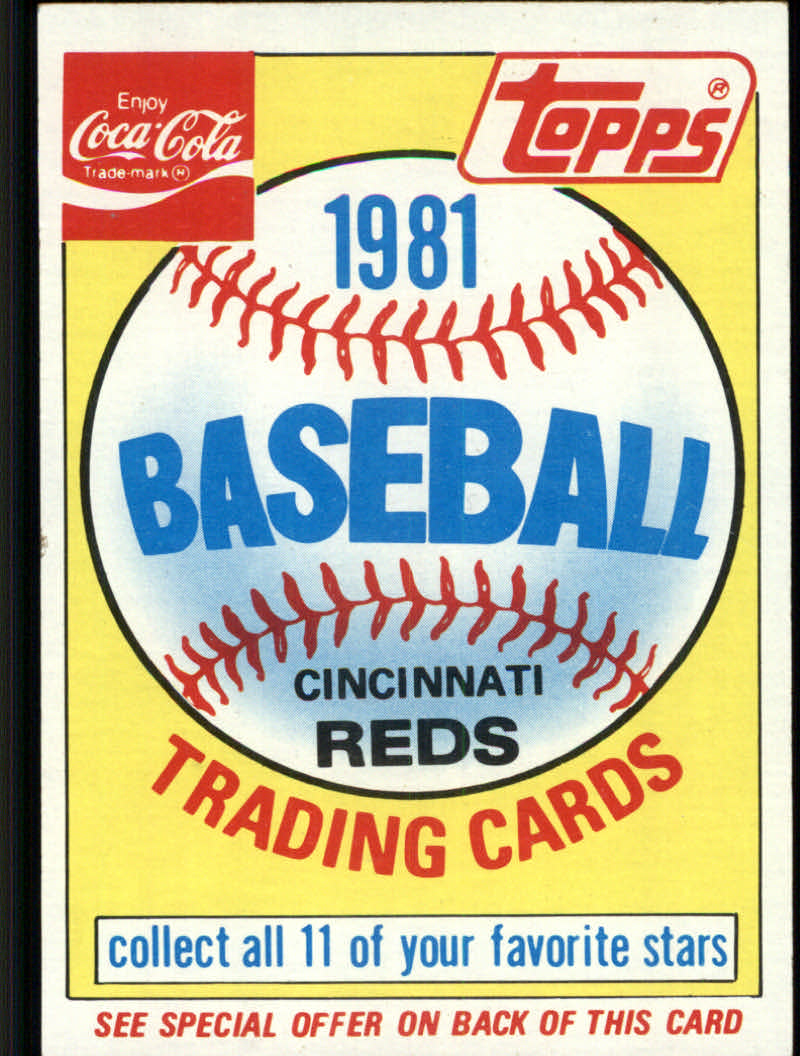 Enjoy
Coca-Cola
Trade-mark ®
topps ®
1981
BASEBALL
CINCINNATI
REDS
TRADING CARDS
collect all 11 of your favorite stars
SEE SPECIAL OFFER ON BACK OF THIS CARD